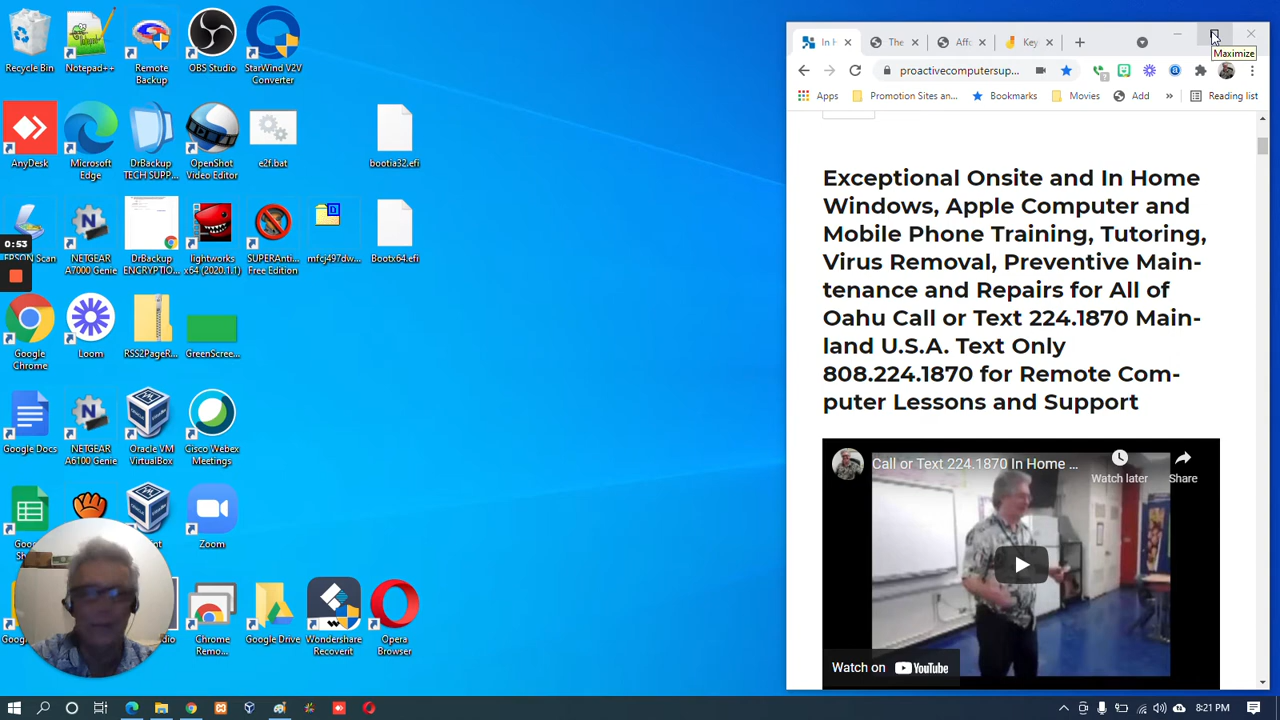 Recycle Bin
Notepad++
Remote
Backup
OBS Studio
StarWind V2V
Converter
AnyDesk
Microsoft
Edge
DrBackup
TECH SUPP...
OpenShot
Video Editor
e2f.bat
bootia32.efi
0:53
EPSON Scan
NETGEAR
A7000 Genie
DrBackup
ENCRYPTIO...
lightworks
x64 (2020.1.1)
SUPERAnti...
Free Edition
mfcj497dw...
Bootx64.efi
Google
Chrome
Loom
RSS2PageR...
GreenScree...
Google Docs
NETGEAR
A6100 Genie
Oracle VM
VirtualBox
Cisco Webex
Meetings
Zoom
Chrome
Remo...
Google Drive
Wondershare
Recoverit
Opera
Browser
In H
The
Affo
Key
Maximize
proactivecomputersup...
Apps
Promotion Sites an...
Bookmarks
Movies
Add
Reading list
Exceptional Onsite and In Home
Windows, Apple Computer and
Mobile Phone Training, Tutoring,
Virus Removal, Preventive Main-
tenance and Repairs for All of
Oahu Call or Text 224.1870 Main-
land U.S.A. Text Only
808.224.1870 for Remote Com-
puter Lessons and Support
Call or Text 224.1870 In Home ...
Watch later
Share
Watch on YouTube
8:21 PM